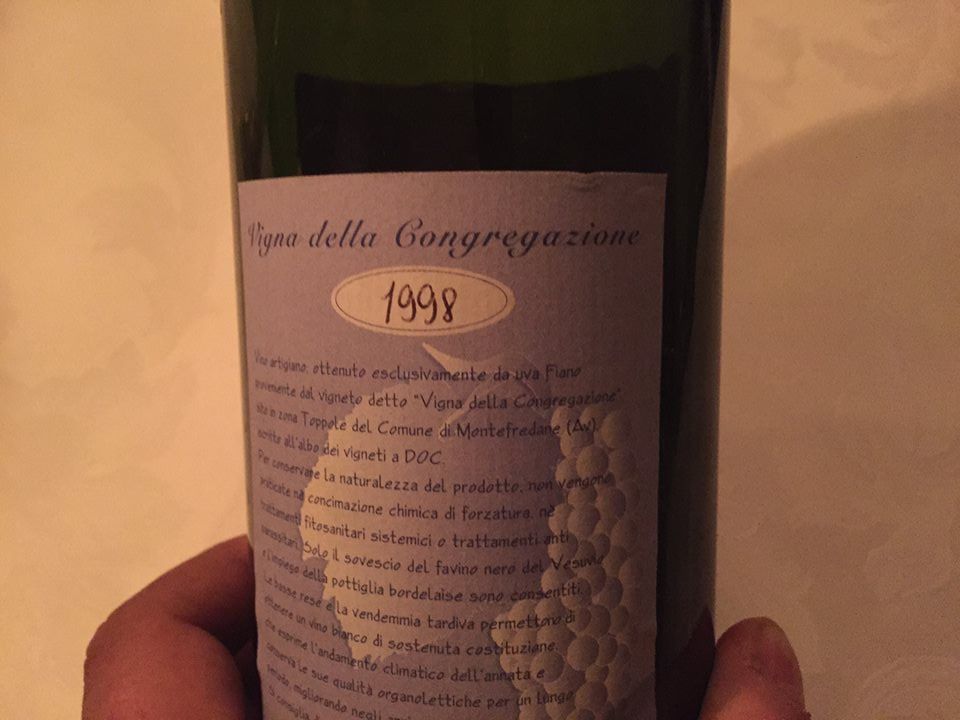 Vigna della Congregazione
1998
Vino artigiano, ottenuto esclusivamente da uva Fiano
proveniente dal vigneto detto "Vigna della Congregazione"
sito in zona Toppole del Comune di Montefredane (Av),
iscritto all'albo dei vigneti a DOC.
Per conservare la naturalezza del prodotto, non vengono
praticate nè concimazione chimica di forzatura, nè
trattamenti fitosanitari sistemici o trattamenti anti
parassitari. Solo il sovescio del favino nero del Vesuvio
e l'impiego della pottiglia bordelaise sono consentiti.
Le basse rese e la vendemmia tardiva permettono di
ottenere un vino bianco di sostenuta costituzione,
che esprime l'andamento climatico dell'annata e
conserva le sue qualità organolettiche per un lungo
periodo, migliorando negli
Si consiglia